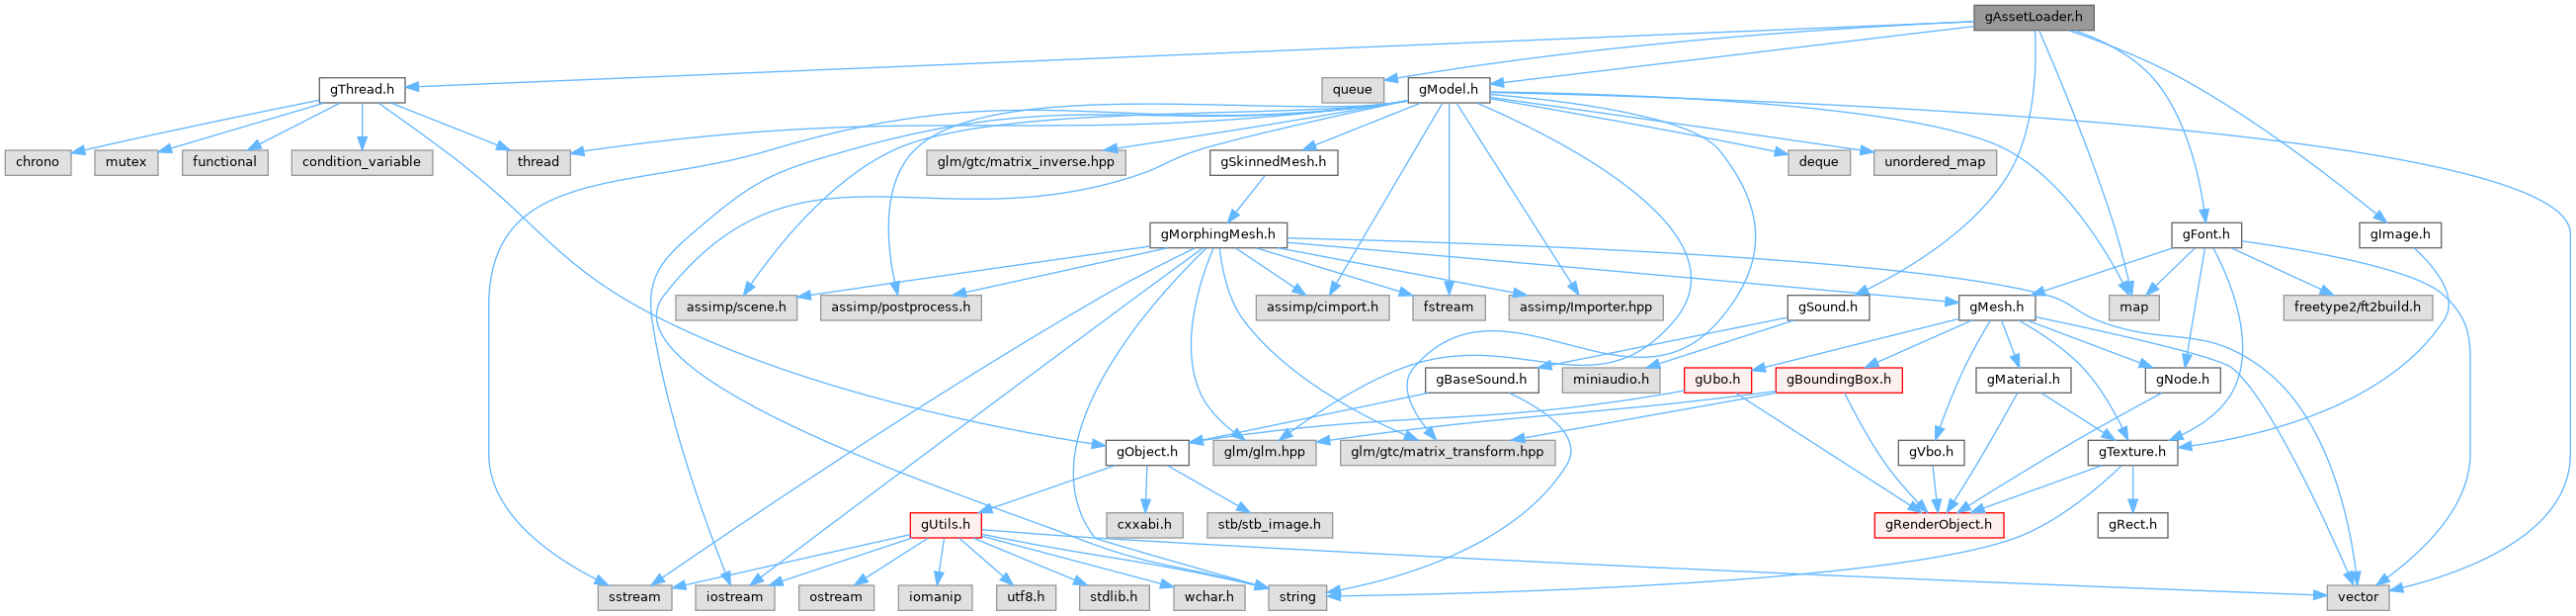 gAssetLoader.h
gThread.h
queue
gModel.h
chrono
mutex
functional
condition_variable
thread
glm/gtc/matrix_inverse.hpp
gSkinnedMesh.h
deque
unordered_map
gMorphingMesh.h
gFont.h
gImage.h
assimp/scene.h
assimp/postprocess.h
assimp/cimport.h
fstream
assimp/Importer.hpp
gSound.h
gMesh.h
map
freetype2/ft2build.h
gBaseSound.h
miniaudio.h
gUbo.h
gBoundingBox.h
gMaterial.h
gNode.h
gObject.h
glm/glm.hpp
glm/gtc/matrix_transform.hpp
gVbo.h
gTexture.h
gUtils.h
cxxabi.h
stb/stb_image.h
gRenderObject.h
gRect.h
sstream
iostream
ostream
iomanip
utf8.h
stdlib.h
wchar.h
string
vector